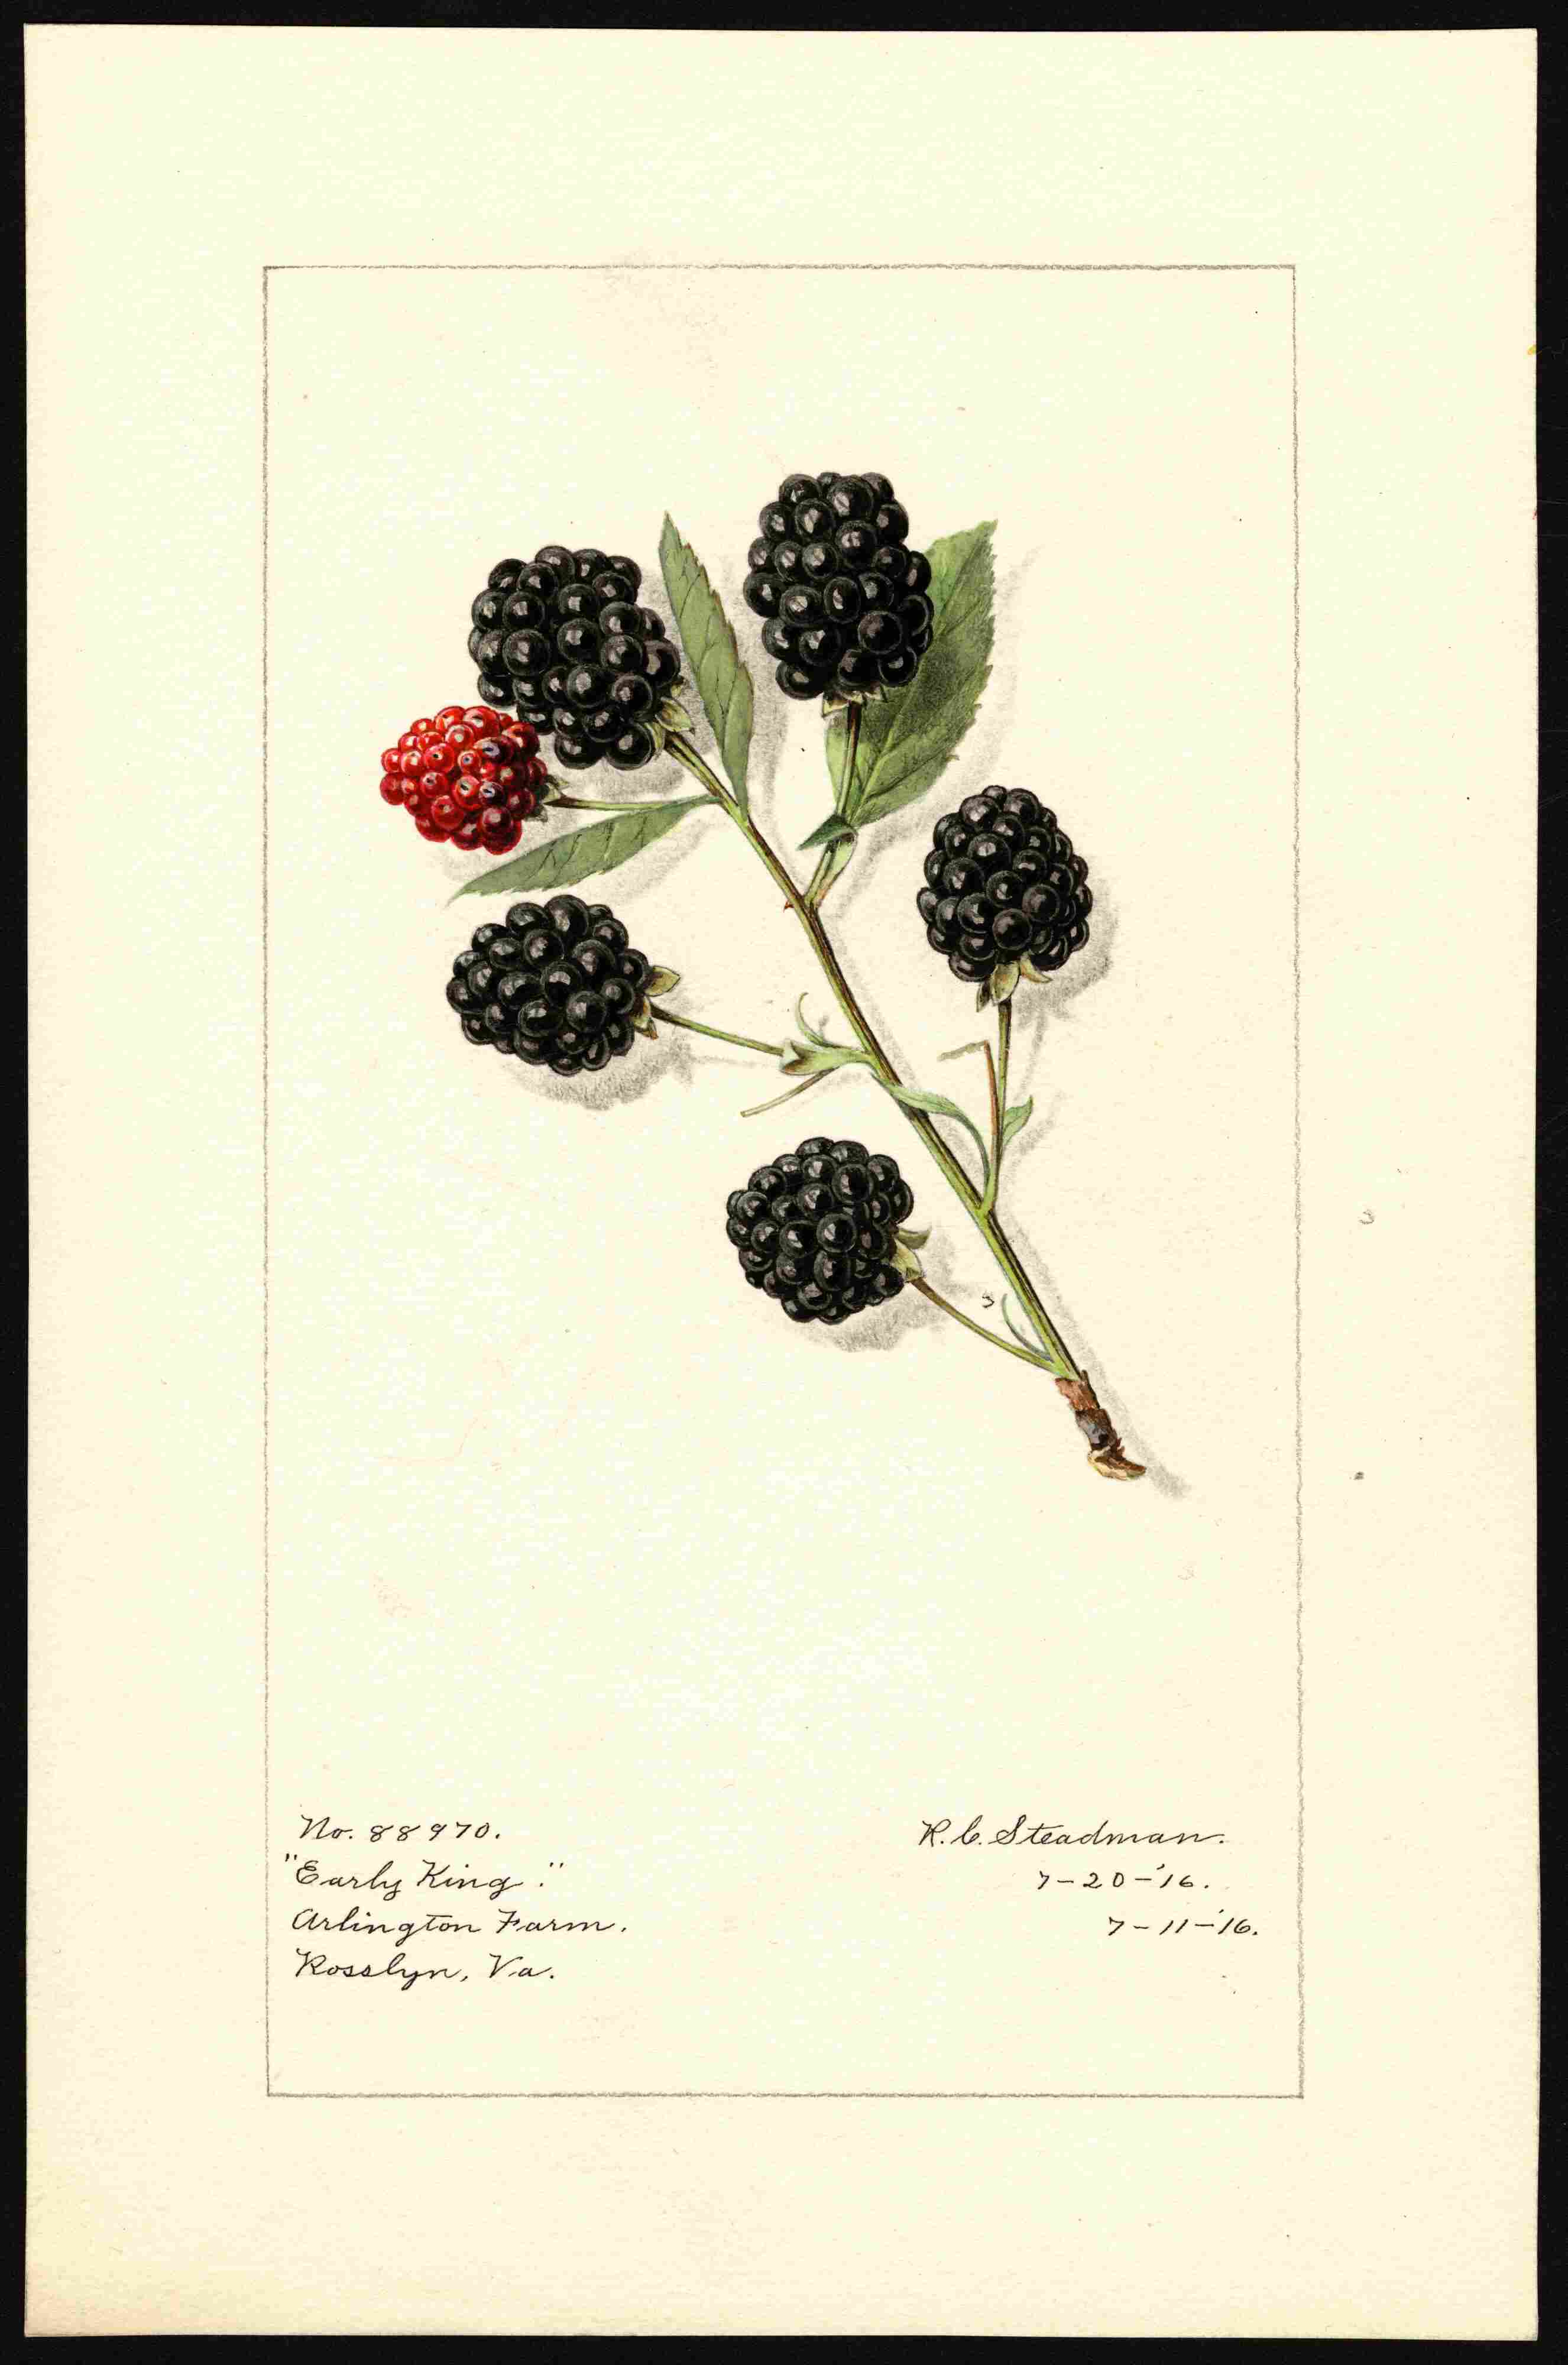 No. 88970.
"Early King."
Arlington Farm.
Rosslyn, Va.
R. C. Steadman.
7-20-'16.
7-11-'16.